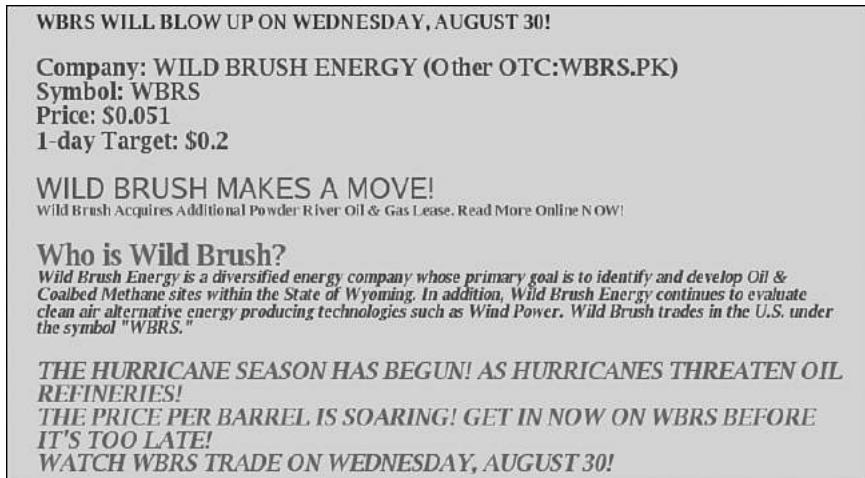 WBRS WILL BLOW UP ON WEDNESDAY, AUGUST 30!
Company: WILD BRUSH ENERGY (Other OTC:WBRS.PK)
Symbol: WBRS
Price: $0.051
1-day Target: $0.2
WILD BRUSH MAKES A MOVE!
Wild Brush Acquires Additional Powder River Oil & Gas Lease. Read More Online NOW!
Who is Wild Brush?
Wild Brush Energy is a diversified energy company whose primary goal is to identify and develop Oil &
Coalbed Methane sites within the State of Wyoming. In addition, Wild Brush Energy continues to evaluate
clean air alternative energy producing technologies such as Wind Power. Wild Brush trades in the U.S. under
the symbol "WBRS."
THE HURRICANE SEASON HAS BEGUN! AS HURRICANES THREATEN OIL
REFINERIES!
THE PRICE PER BARREL IS SOARING! GET IN NOW ON WBRS BEFORE
IT'S TOO LATE!
WATCH WBRS TRADE ON WEDNESDAY, AUGUST 30!